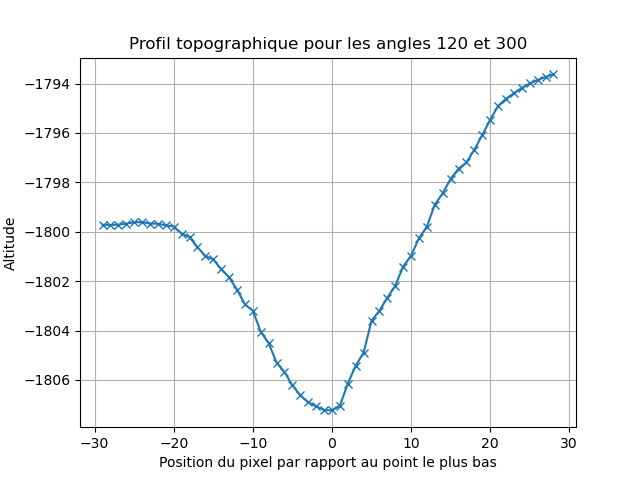 Profil topographique pour les angles 120 et 300
Altitude
−1794
−1796
−1798
−1800
−1802
−1804
−1806
−30 −20 −10 0 10 20 30
Position du pixel par rapport au point le plus bas